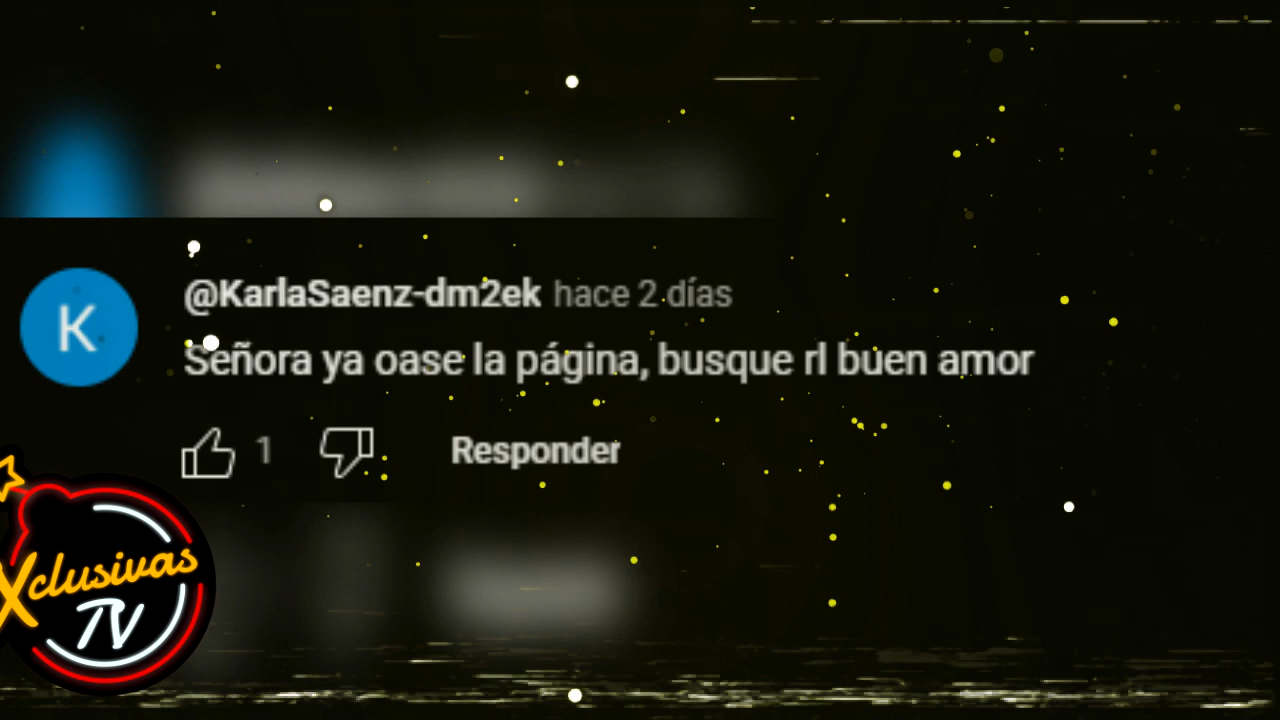 K
@KarlaSaenz-dm2ek hace 2 días
Señora ya oase la página, busque rl buen amor
1
Responder
Xclusivas
TV